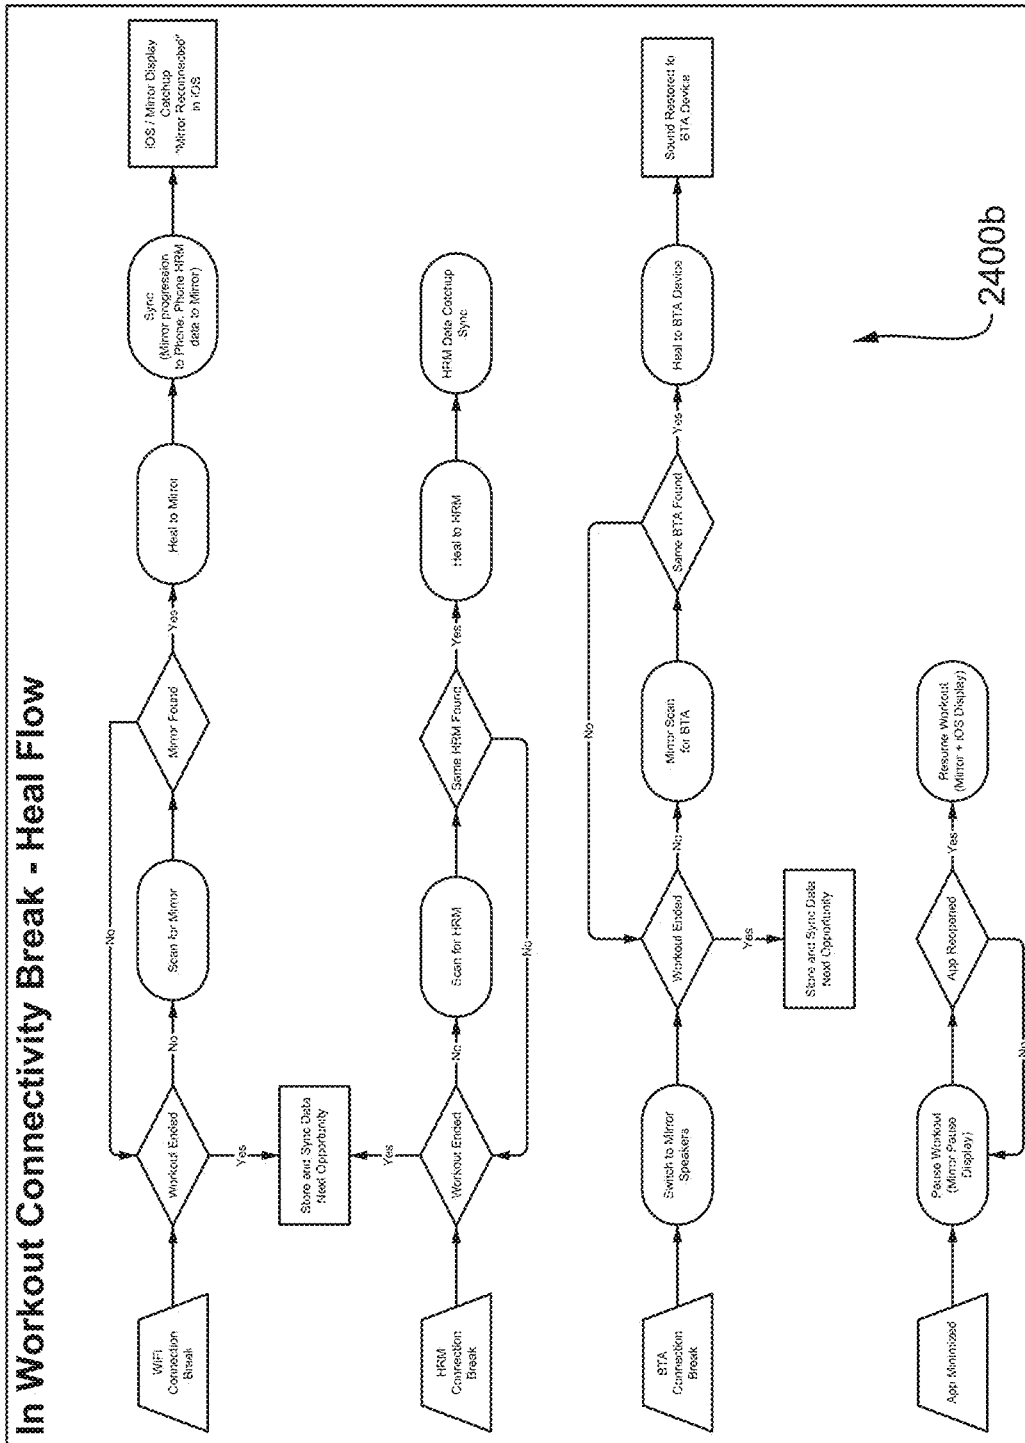 In Workout Connectivity Break - Heal Flow
WiFi
Connection
Break
Workout Ended
No
Scan for Mirror
Mirror Found
No
Yes
Heal to Mirror
Sync
(Mirror progression
to Phone, Phone HRM
data to Mirror)
iOS / Mirror Display
Catchup
"Mirror Reconnected"
in iOS
Yes
Store and Sync Data
Next Opportunity
Yes
HRM
Connection
Break
Workout Ended
No
Scan for HRM
Same HRM Found
No
Yes
Heal to HRM
HRM Data Catchup
Sync
BTA
Connection
Break
Switch to Mirror
Speakers
Workout Ended
No
Mirror Scan
for BTA
Same BTA Found
No
Yes
Heal to BTA Device
Sound Restored to
BTA Device
Yes
Store and Sync Data
Next Opportunity
App Minimized
Pause Workout
(Mirror Pause
Display)
App Reopened
No
Yes
Resume Workout
(Mirror + iOS Display)
2400b